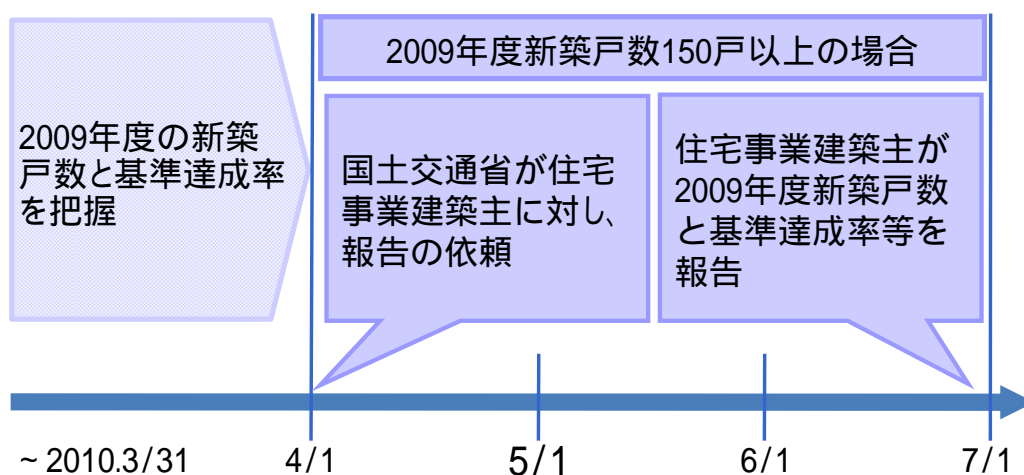 2009年度新築戸数150戸以上の場合
2009年度の新築
戸数と基準達成率
を把握
国土交通省が住宅
事業建築主に対し、
報告の依頼
住宅事業建築主が
2009年度新築戸数
と基準達成率等を
報告
~ 2010.3/31
4/1
5/1
6/1
7/1